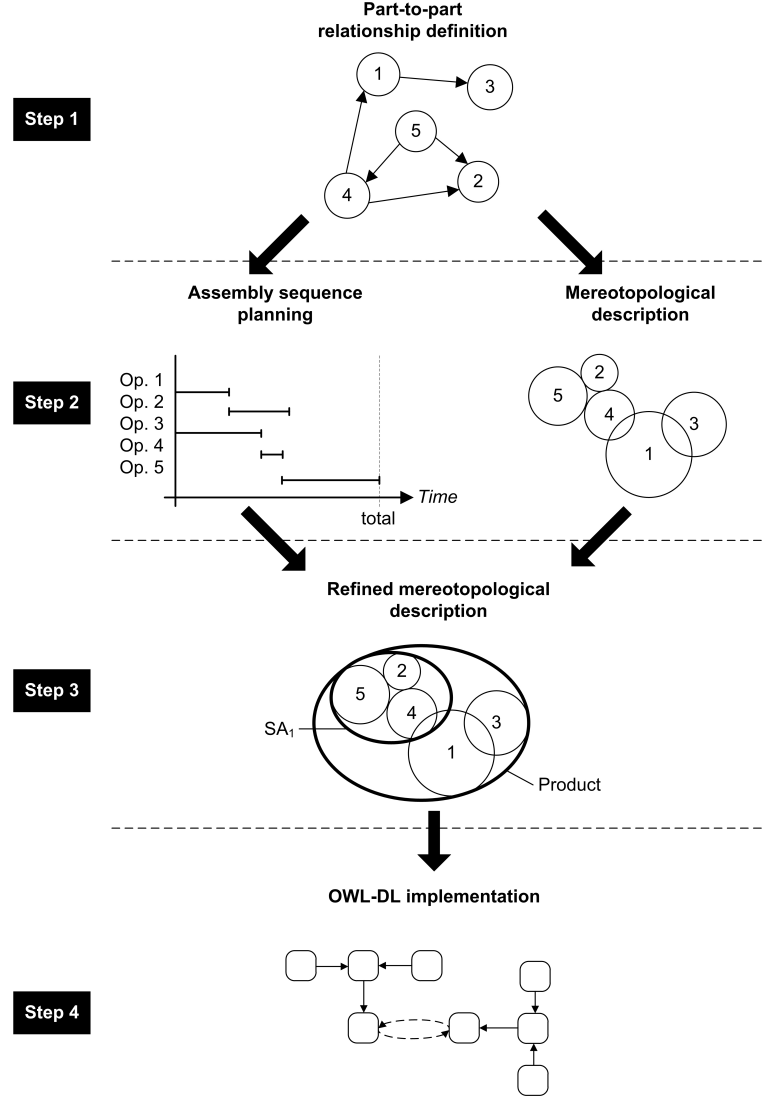 Part-to-part
relationship definition
Step 1
1
3
5
4
2
Assembly sequence
planning
Mereotopological
description
Step 2
Op. 1
Op. 2
Op. 3
Op. 4
Op. 5
Time
total
2
5
4
3
1
Refined mereotopological
description
Step 3
2
5
4
3
1
SA₁
Product
OWL-DL implementation
Step 4